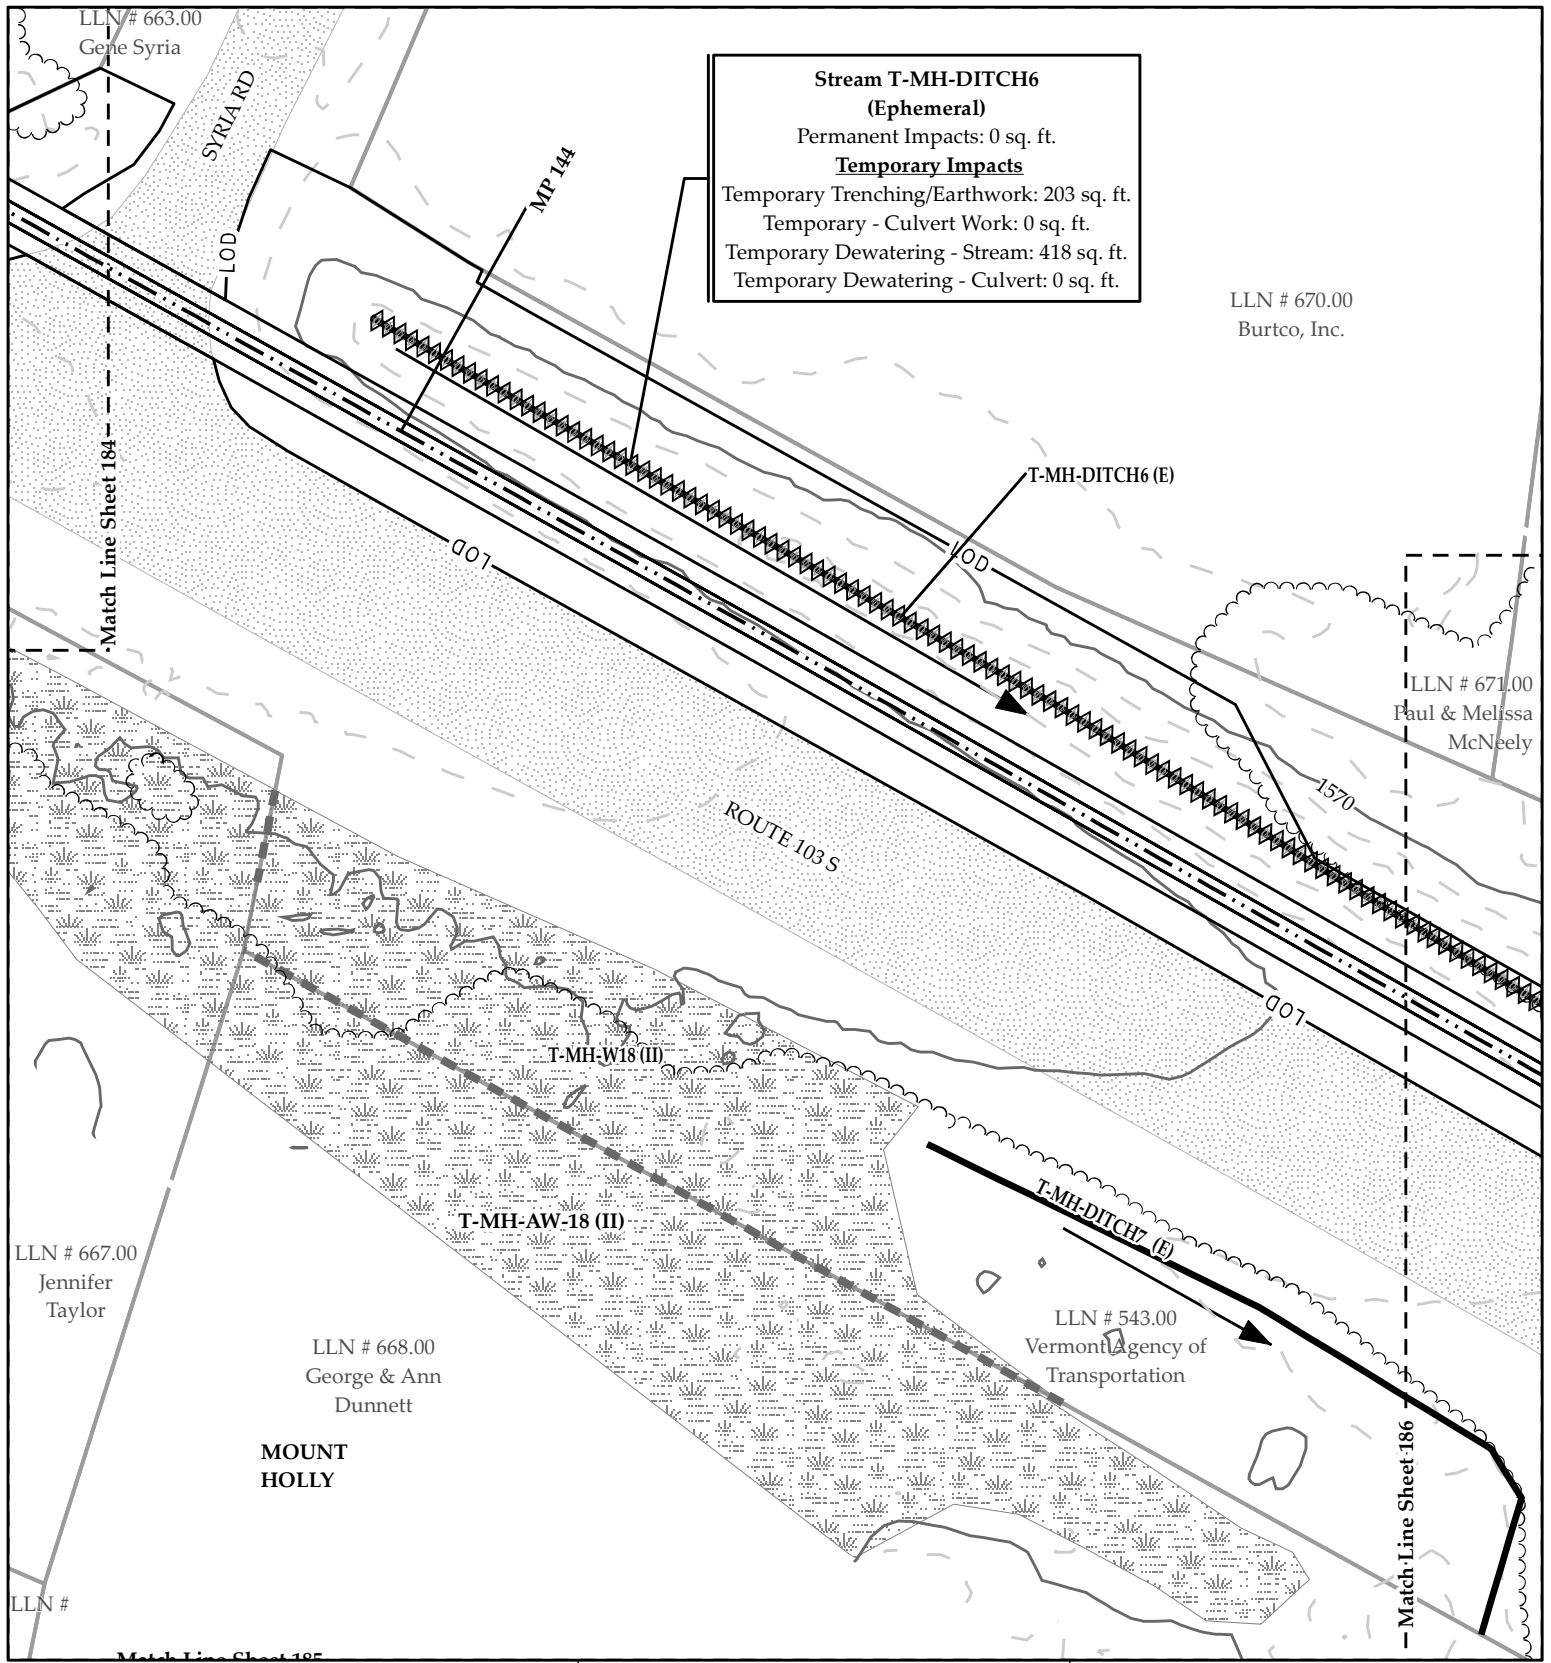 LLN # 663.00
Gene Syria
SYRIA RD
Stream T-MH-DITCH6
(Ephemeral)
Permanent Impacts: 0 sq. ft.
Temporary Impacts
Temporary Trenching/Earthwork: 203 sq. ft.
Temporary - Culvert Work: 0 sq. ft.
Temporary Dewatering - Stream: 418 sq. ft.
Temporary Dewatering - Culvert: 0 sq. ft.
MP 144
LOD
LLN # 670.00
Burtco, Inc.
Match Line Sheet 184
T-MH-DITCH6 (E)
LOD
LOD
LLN # 671.00
Paul & Melissa
McNeely
1570
ROUTE 103 S
LOD
T-MH-W18 (II)
T-MH-AW-18 (II)
T-MH-DITCH7 (E)
LLN # 667.00
Jennifer
Taylor
LLN # 668.00
George & Ann
Dunnett
LLN # 543.00
Vermont Agency of
Transportation
MOUNT
HOLLY
Match Line Sheet 186
LLN #
Match Line Sheet 185